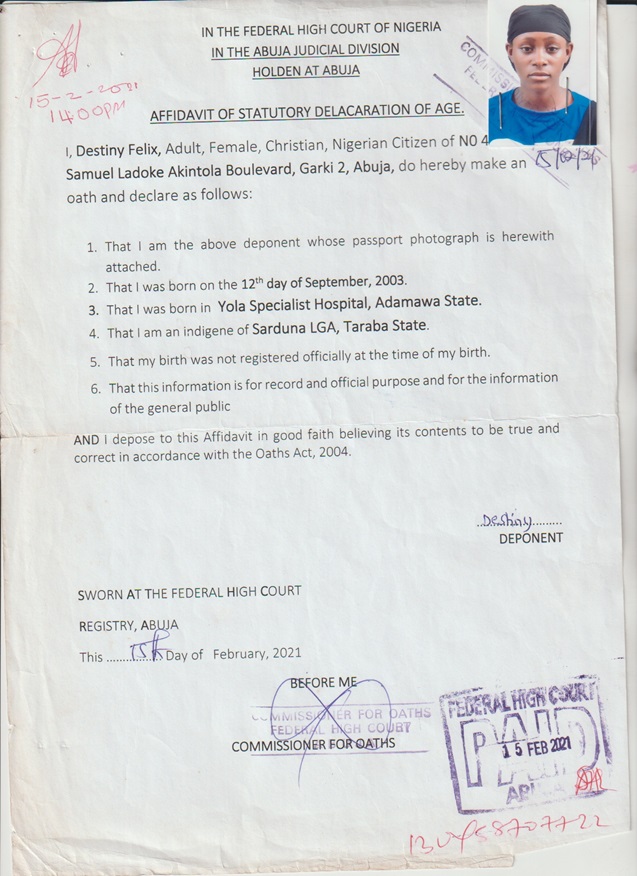 IN THE FEDERAL HIGH COURT OF NIGERIA
IN THE ABUJA JUDICIAL DIVISION
HOLDEN AT ABUJA
15-2-2021
1400PM
AFFIDAVIT OF STATUTORY DELACARATION OF AGE.
I, Destiny Felix, Adult, Female, Christian, Nigerian Citizen of N0 4
Samuel Ladoke Akintola Boulevard, Garki 2, Abuja, do hereby make an
oath and declare as follows:
1. That I am the above deponent whose passport photograph is herewith
attached.
2. That I was born on the 12th day of September, 2003.
3. That I was born in Yola Specialist Hospital, Adamawa State.
4. That I am an indigene of Sarduna LGA, Taraba State.
5. That my birth was not registered officially at the time of my birth.
6. That this information is for record and official purpose and for the information
of the general public
AND I depose to this Affidavit in good faith believing its contents to be true and
correct in accordance with the Oaths Act, 2004.
Destiny
DEPONENT
SWORN AT THE FEDERAL HIGH COURT
REGISTRY, ABUJA
This ........15th..Day of February, 2021
BEFORE ME
COMMISSIONER FOR OATHS
FEDERAL HIGH COURT
COMMISSIONER FOR OATHS
FEDERAL HIGH COURT
PAID
15 FEB 2021
ABUJA